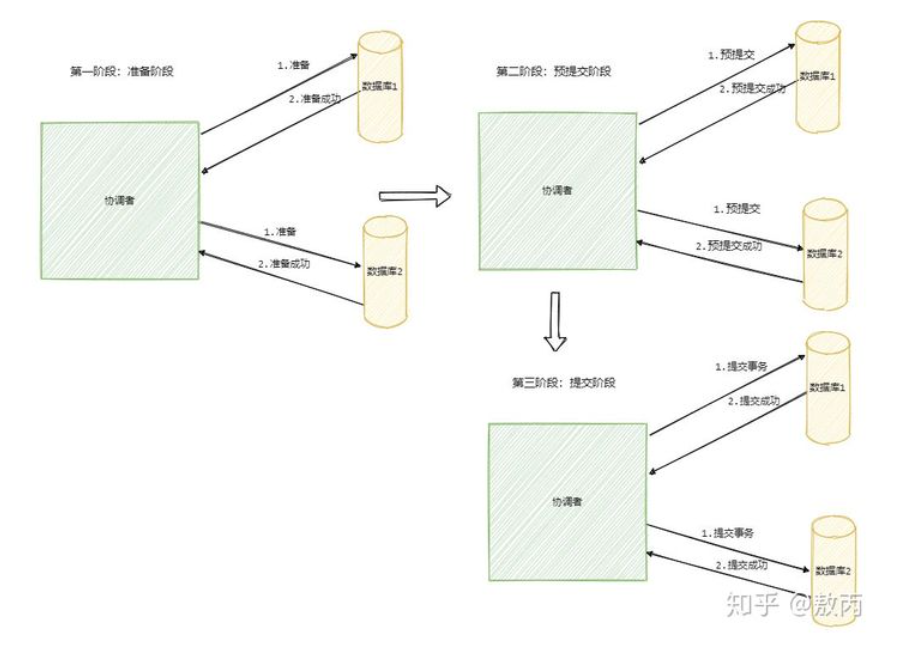 第一阶段：准备阶段
1.准备
数据库1
2.准备成功
协调者
1.准备
2.准备成功
数据库2
第二阶段：预提交阶段
1.预提交
数据库1
2.预提交成功
协调者
1.预提交
2.预提交成功
数据库2
第三阶段：提交阶段
1.提交事务
数据库1
2.提交成功
协调者
1.提交事务
2.提交成功
数据库2
知乎 @敖丙